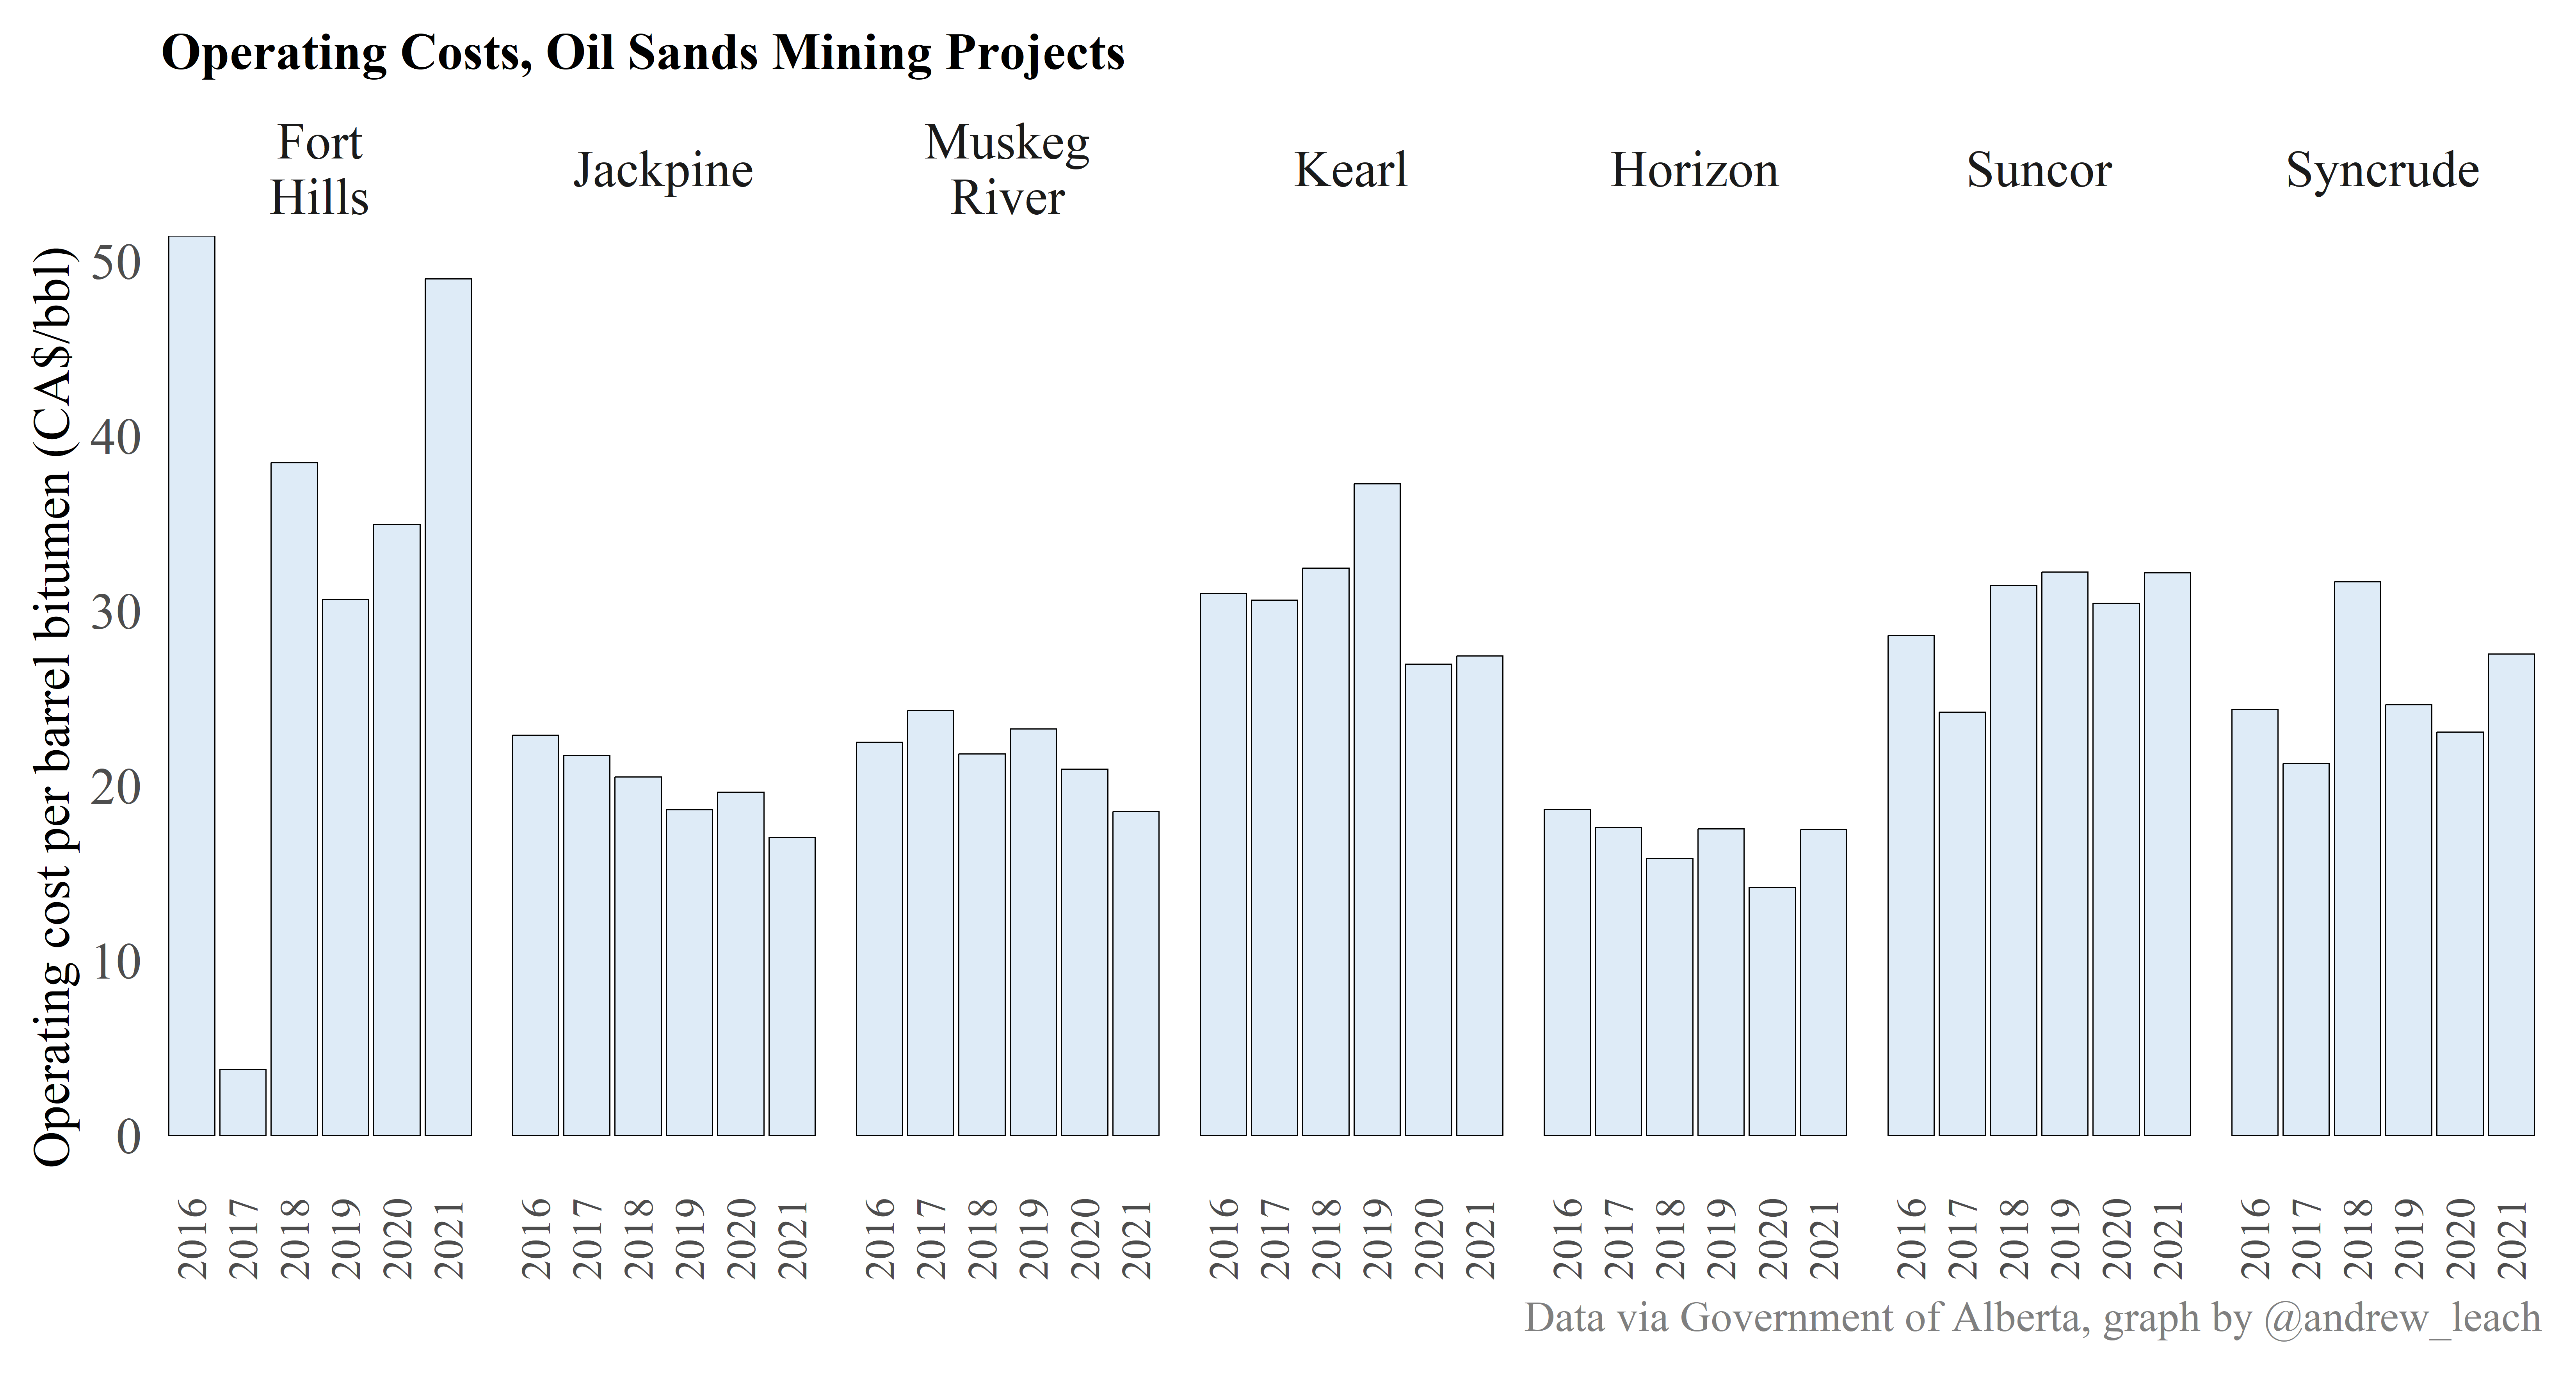 Operating Costs, Oil Sands Mining Projects
Fort
Hills
Jackpine
Muskeg
River
Kearl
Horizon
Suncor
Syncrude
Operating cost per barrel bitumen (CA$/bbl)
50
40
30
20
10
0
2016 2017 2018 2019 2020 2021
2016 2017 2018 2019 2020 2021
2016 2017 2018 2019 2020 2021
2016 2017 2018 2019 2020 2021
2016 2017 2018 2019 2020 2021
2016 2017 2018 2019 2020 2021
2016 2017 2018 2019 2020 2021
Data via Government of Alberta, graph by @andrew_leach